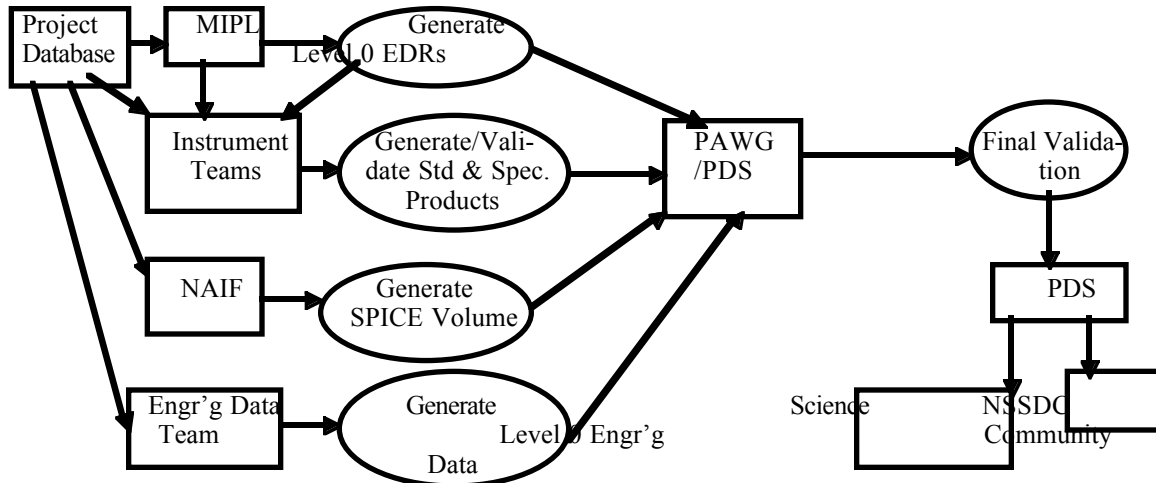 Project
Database
MIPL
Generate
Level 0 EDRs
Instrument
Teams
Generate/Vali-
date Std & Spec.
Products
PAWG
/PDS
Final Valida-
tion
NAIF
Generate
SPICE Volume
PDS
Engr'g Data
Team
Generate
Level 0 Engr'g
Data
Science
NSSDC
Community